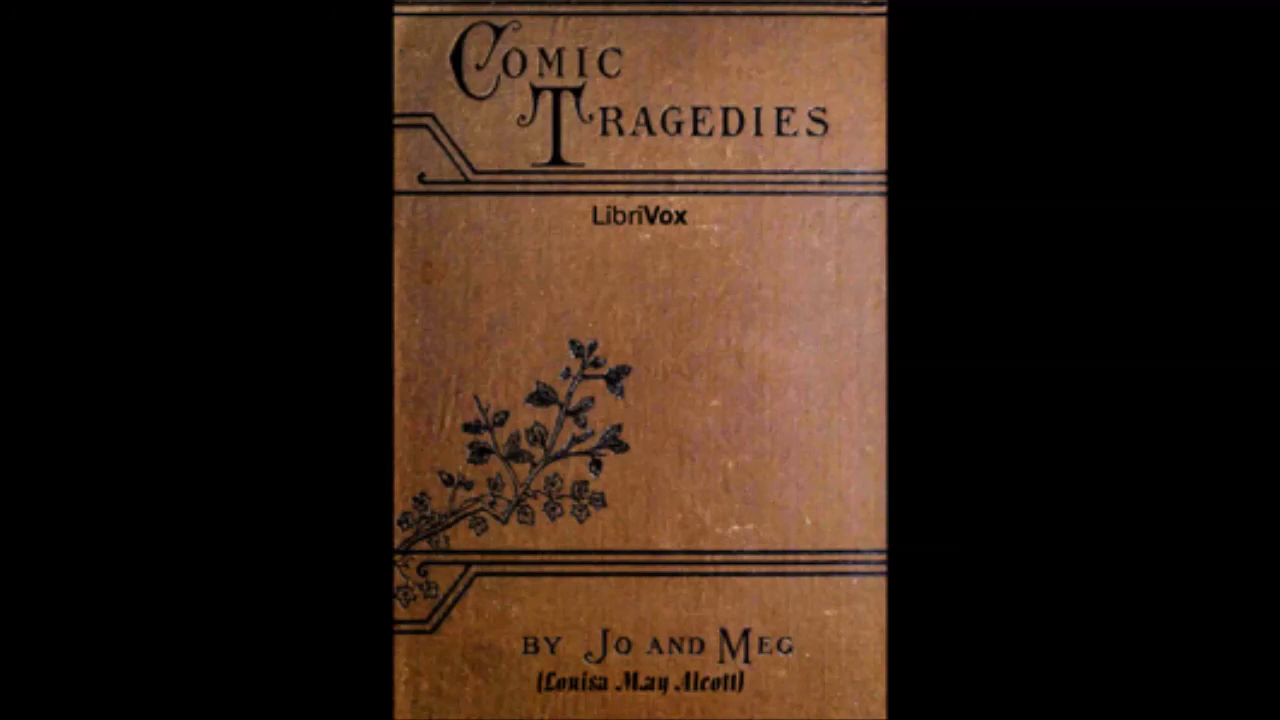 COMIC
TRAGEDIES
LibriVox
BY JO AND MEG
(Louisa May Alcott)